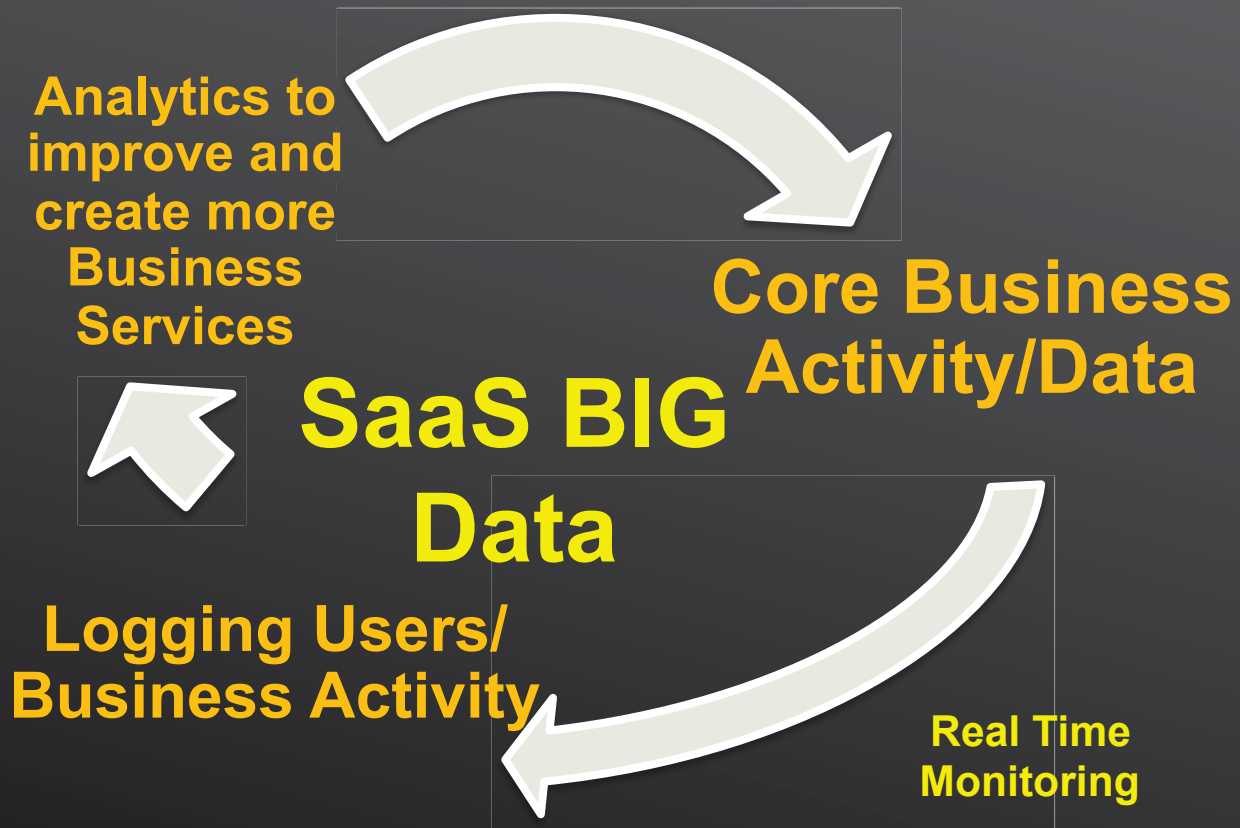 Analytics to
improve and
create more
Business
Services
Core Business
Activity/Data
SaaS BIG
Data
Logging Users/
Business Activity
Real Time
Monitoring